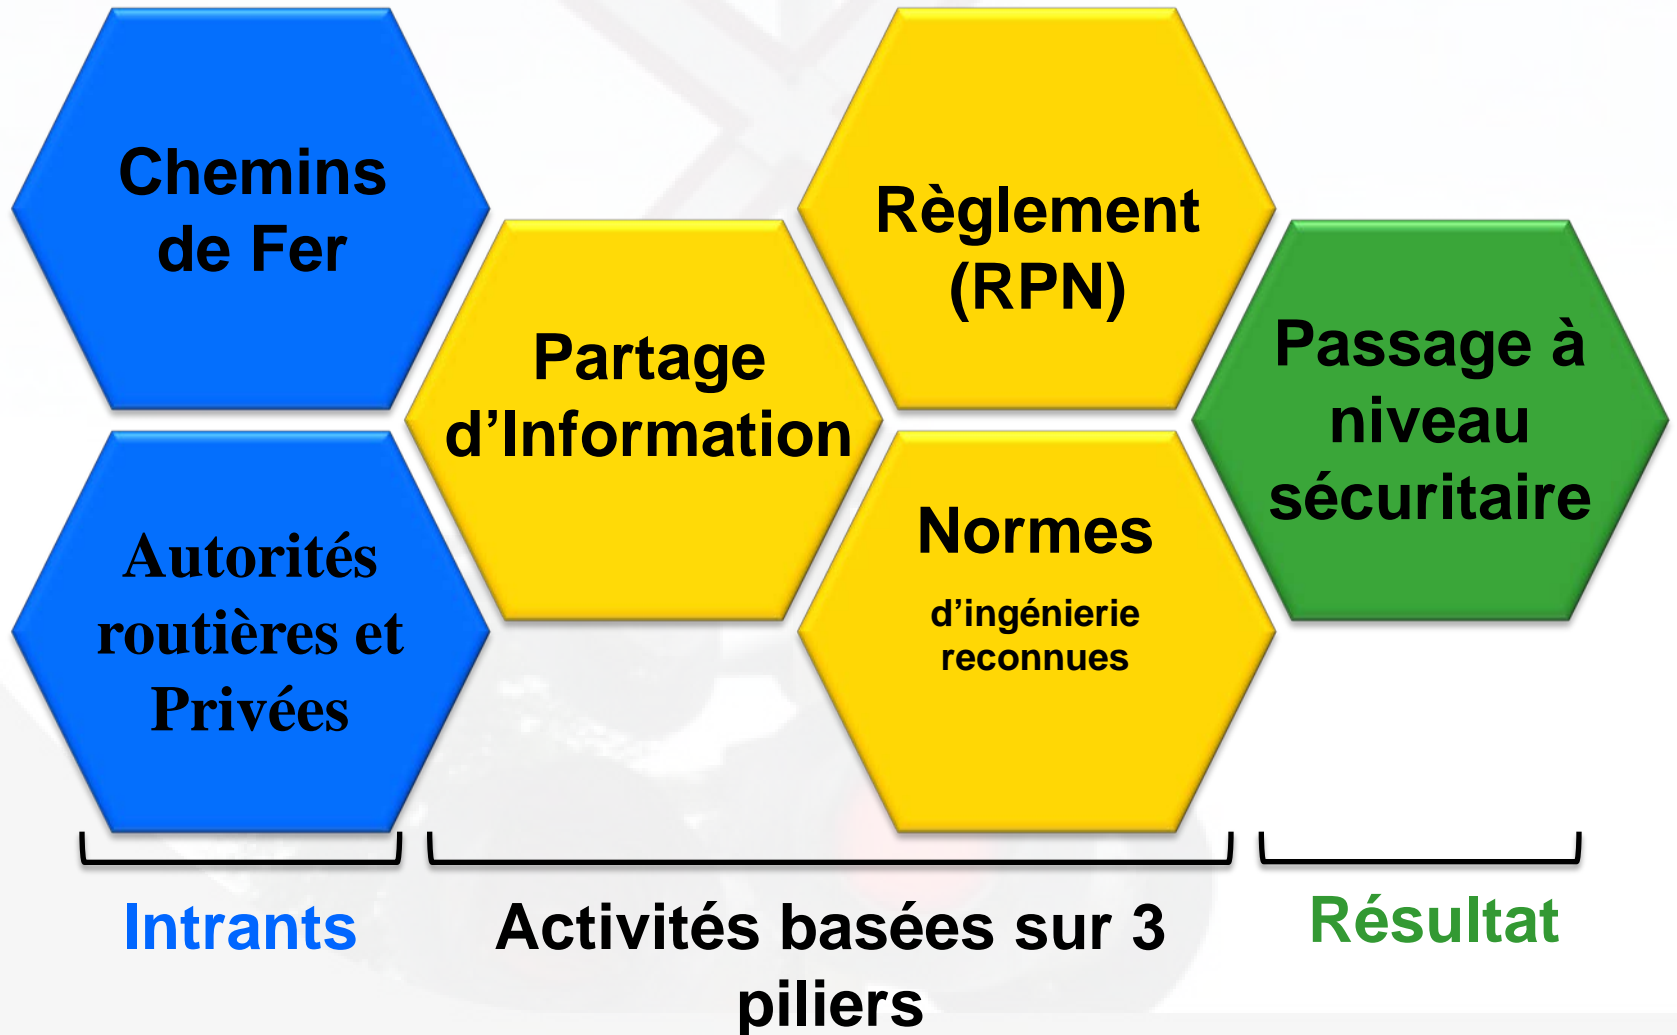 Chemins
de Fer
Autorités
routières et
Privées
Partage
d’Information
Règlement
(RPN)
Normes
d’ingénierie
reconnues
Passage à
niveau
sécuritaire
Intrants
Activités basées sur 3
piliers
Résultat